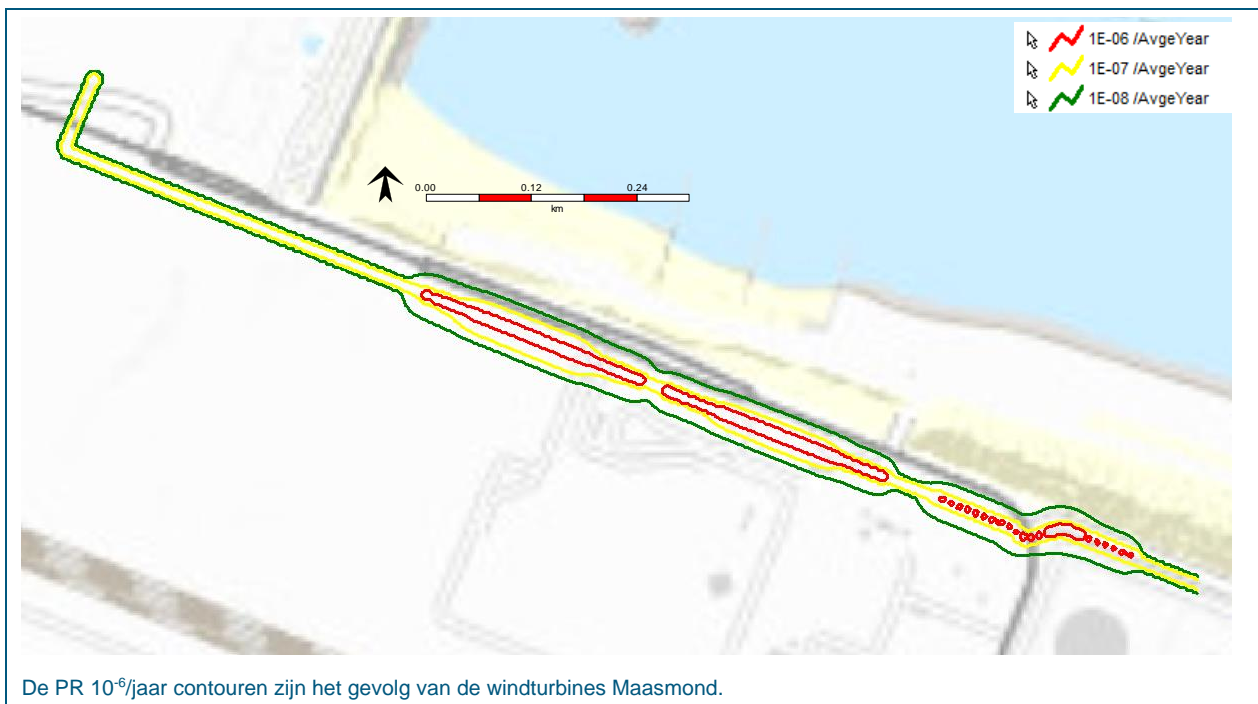 1E-06 /AvgeYear
1E-07 /AvgeYear
1E-08 /AvgeYear
0.00 0.12 0.24
km
De PR 10⁻⁶/jaar contouren zijn het gevolg van de windturbines Maasmond.